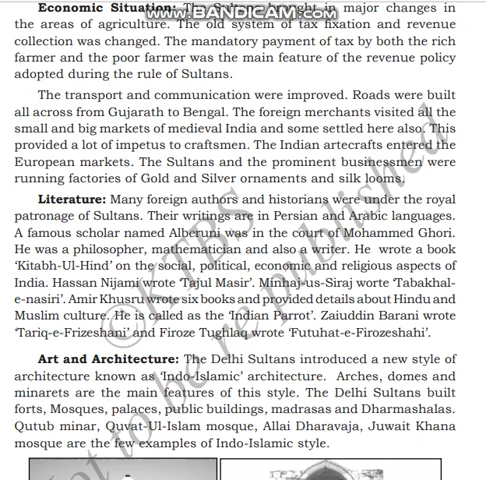 Economic Situation: The Sultans brought in major changes in
WWW.BANDICAM.COM
the areas of agriculture. The old system of tax fixation and revenue
collection was changed. The mandatory payment of tax by both the rich
farmer and the poor farmer was the main feature of the revenue policy
adopted during the rule of Sultans.
The transport and communication were improved. Roads were built
all across from Gujarath to Bengal. The foreign merchants visited all the
small and big markets of medieval India and some settled here also. This
provided a lot of impetus to craftsmen. The Indian artecrafts entered the
European markets. The Sultans and the prominent businessmen were
running factories of Gold and Silver ornaments and silk looms.
Literature: Many foreign authors and historians were under the royal
patronage of Sultans. Their writings are in Persian and Arabic languages.
A famous scholar named Alberuni was in the court of Mohammed Ghori.
He was a philosopher, mathematician and also a writer. He wrote a book
‘Kitabh-Ul-Hind’ on the social, political, economic and religious aspects of
India. Hassan Nijami wrote ‘Tajul Masir’. Minhaj-us-Siraj worte ‘Tabakhal-
e-nasiri’. Amir Khusru wrote six books and provided details about Hindu and
Muslim culture. He is called as the ‘Indian Parrot’. Zaiuddin Barani wrote
‘Tariq-e-Frizeshani’ and Firoze Tughlaq wrote ‘Futuhat-e-Firozeshahi’.
Art and Architecture: The Delhi Sultans introduced a new style of
architecture known as ‘Indo-Islamic’ architecture. Arches, domes and
minarets are the main features of this style. The Delhi Sultans built
forts, Mosques, palaces, public buildings, madrasas and Dharmashalas.
Qutub minar, Quvat-Ul-Islam mosque, Allai Dharavaja, Juwait Khana
mosque are the few examples of Indo-Islamic style.
©KTBS
Not to be republished